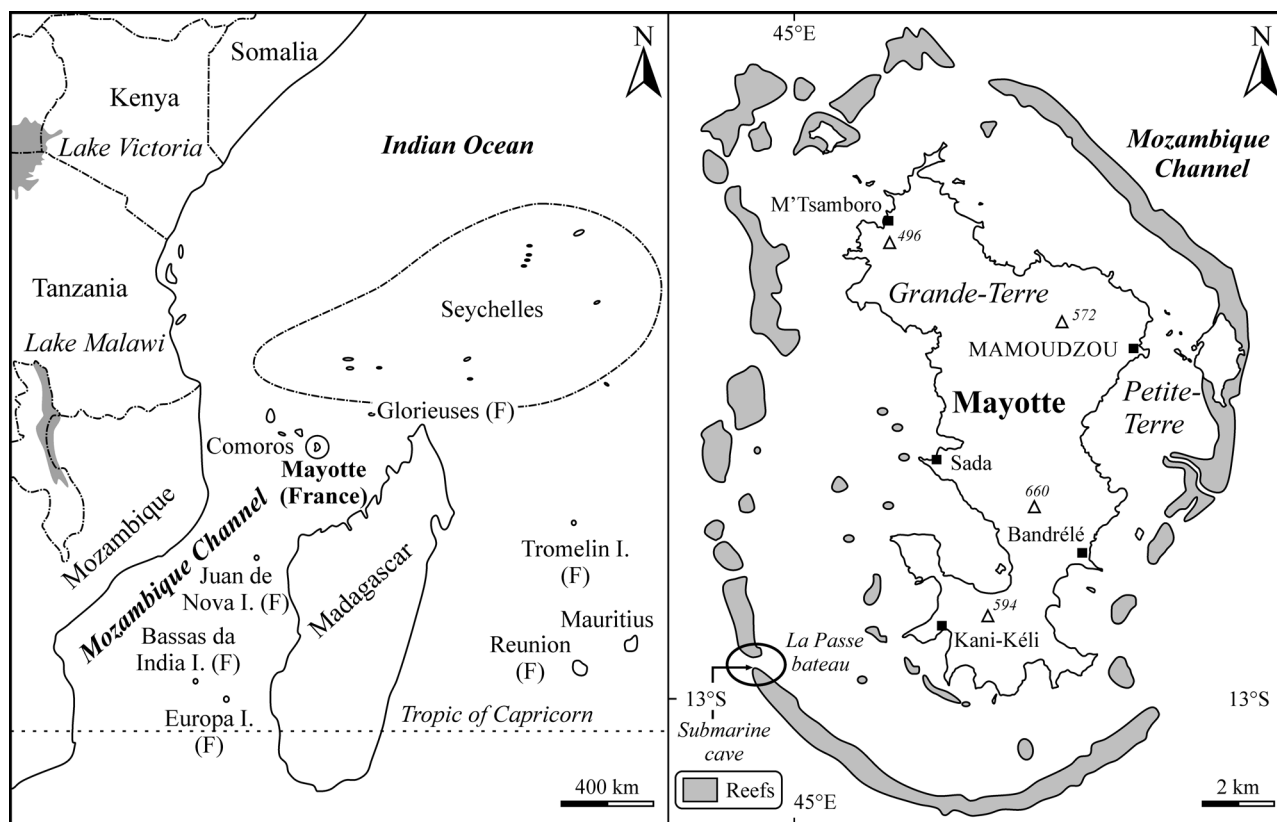 Somalia
N
Kenya
Lake Victoria
Indian Ocean
Tanzania
Seychelles
Lake Malawi
Glorieuses (F)
Comoros
Mayotte
(France)
Mozambique
Mozambique Channel
Juan de
Nova I. (F)
Madagascar
Tromelin I.
(F)
Bassas da
India I. (F)
Mauritius
Reunion
(F)
Europa I.
(F)
Tropic of Capricorn
400 km
45°E
N
Mozambique
Channel
M'Tsamboro
496
Grande-Terre
572
MAMOUDZOU
Mayotte
Petite-
Terre
Sada
660
Bandrélé
594
Kani-Kéli
La Passe
bateau
13°S
13°S
Submarine
cave
Reefs
45°E
2 km